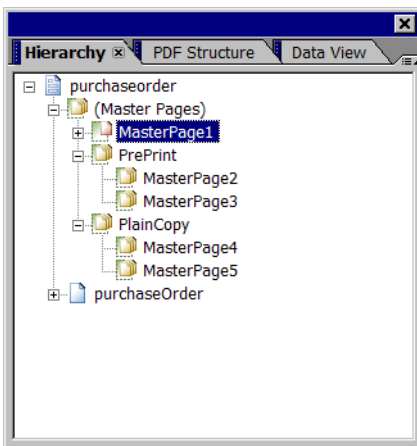 Hierarchy PDF Structure Data View
purchaseorder
(Master Pages)
MasterPage1
PrePrint
MasterPage2
MasterPage3
PlainCopy
MasterPage4
MasterPage5
purchaseOrder